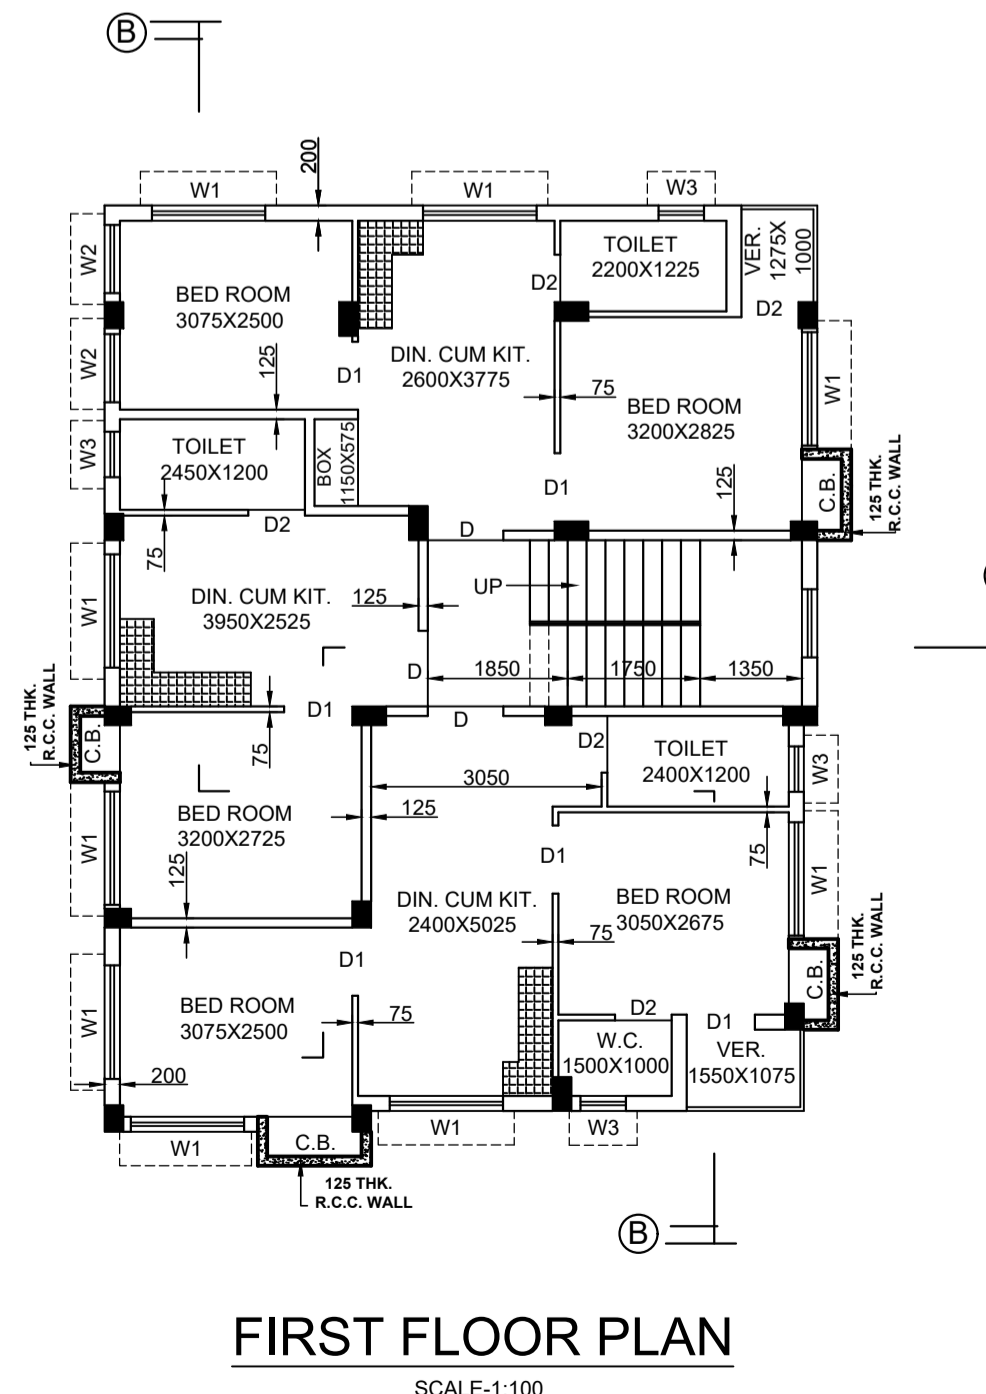 B
200
W1
W1
W3
W2
TOILET
2200X1225
VER.
1275X
1000
D2
D2
BED ROOM
3075X2500
W2
125
D1
DIN. CUM KIT.
2600X3775
75
W1
BED ROOM
3200X2825
W3
TOILET
2450X1200
BOX
1150X575
D1
125
C.B.
125 THK.
R.C.C. WALL
75
D2
D
W1
DIN. CUM KIT.
3950X2525
125
UP
D
1850
1750
1350
125 THK.
R.C.C. WALL
C.B.
D1
D
75
D2
TOILET
2400X1200
W3
3050
W1
BED ROOM
3200X2725
125
125
D1
75
W1
DIN. CUM KIT.
2400X5025
BED ROOM
3050X2675
75
125 THK.
R.C.C. WALL
C.B.
D1
W1
BED ROOM
3075X2500
75
D2
D1
W.C.
1500X1000
VER.
1550X1075
200
W1
C.B.
W1
W3
125 THK.
R.C.C. WALL
B
FIRST FLOOR PLAN
SCALE-1:100